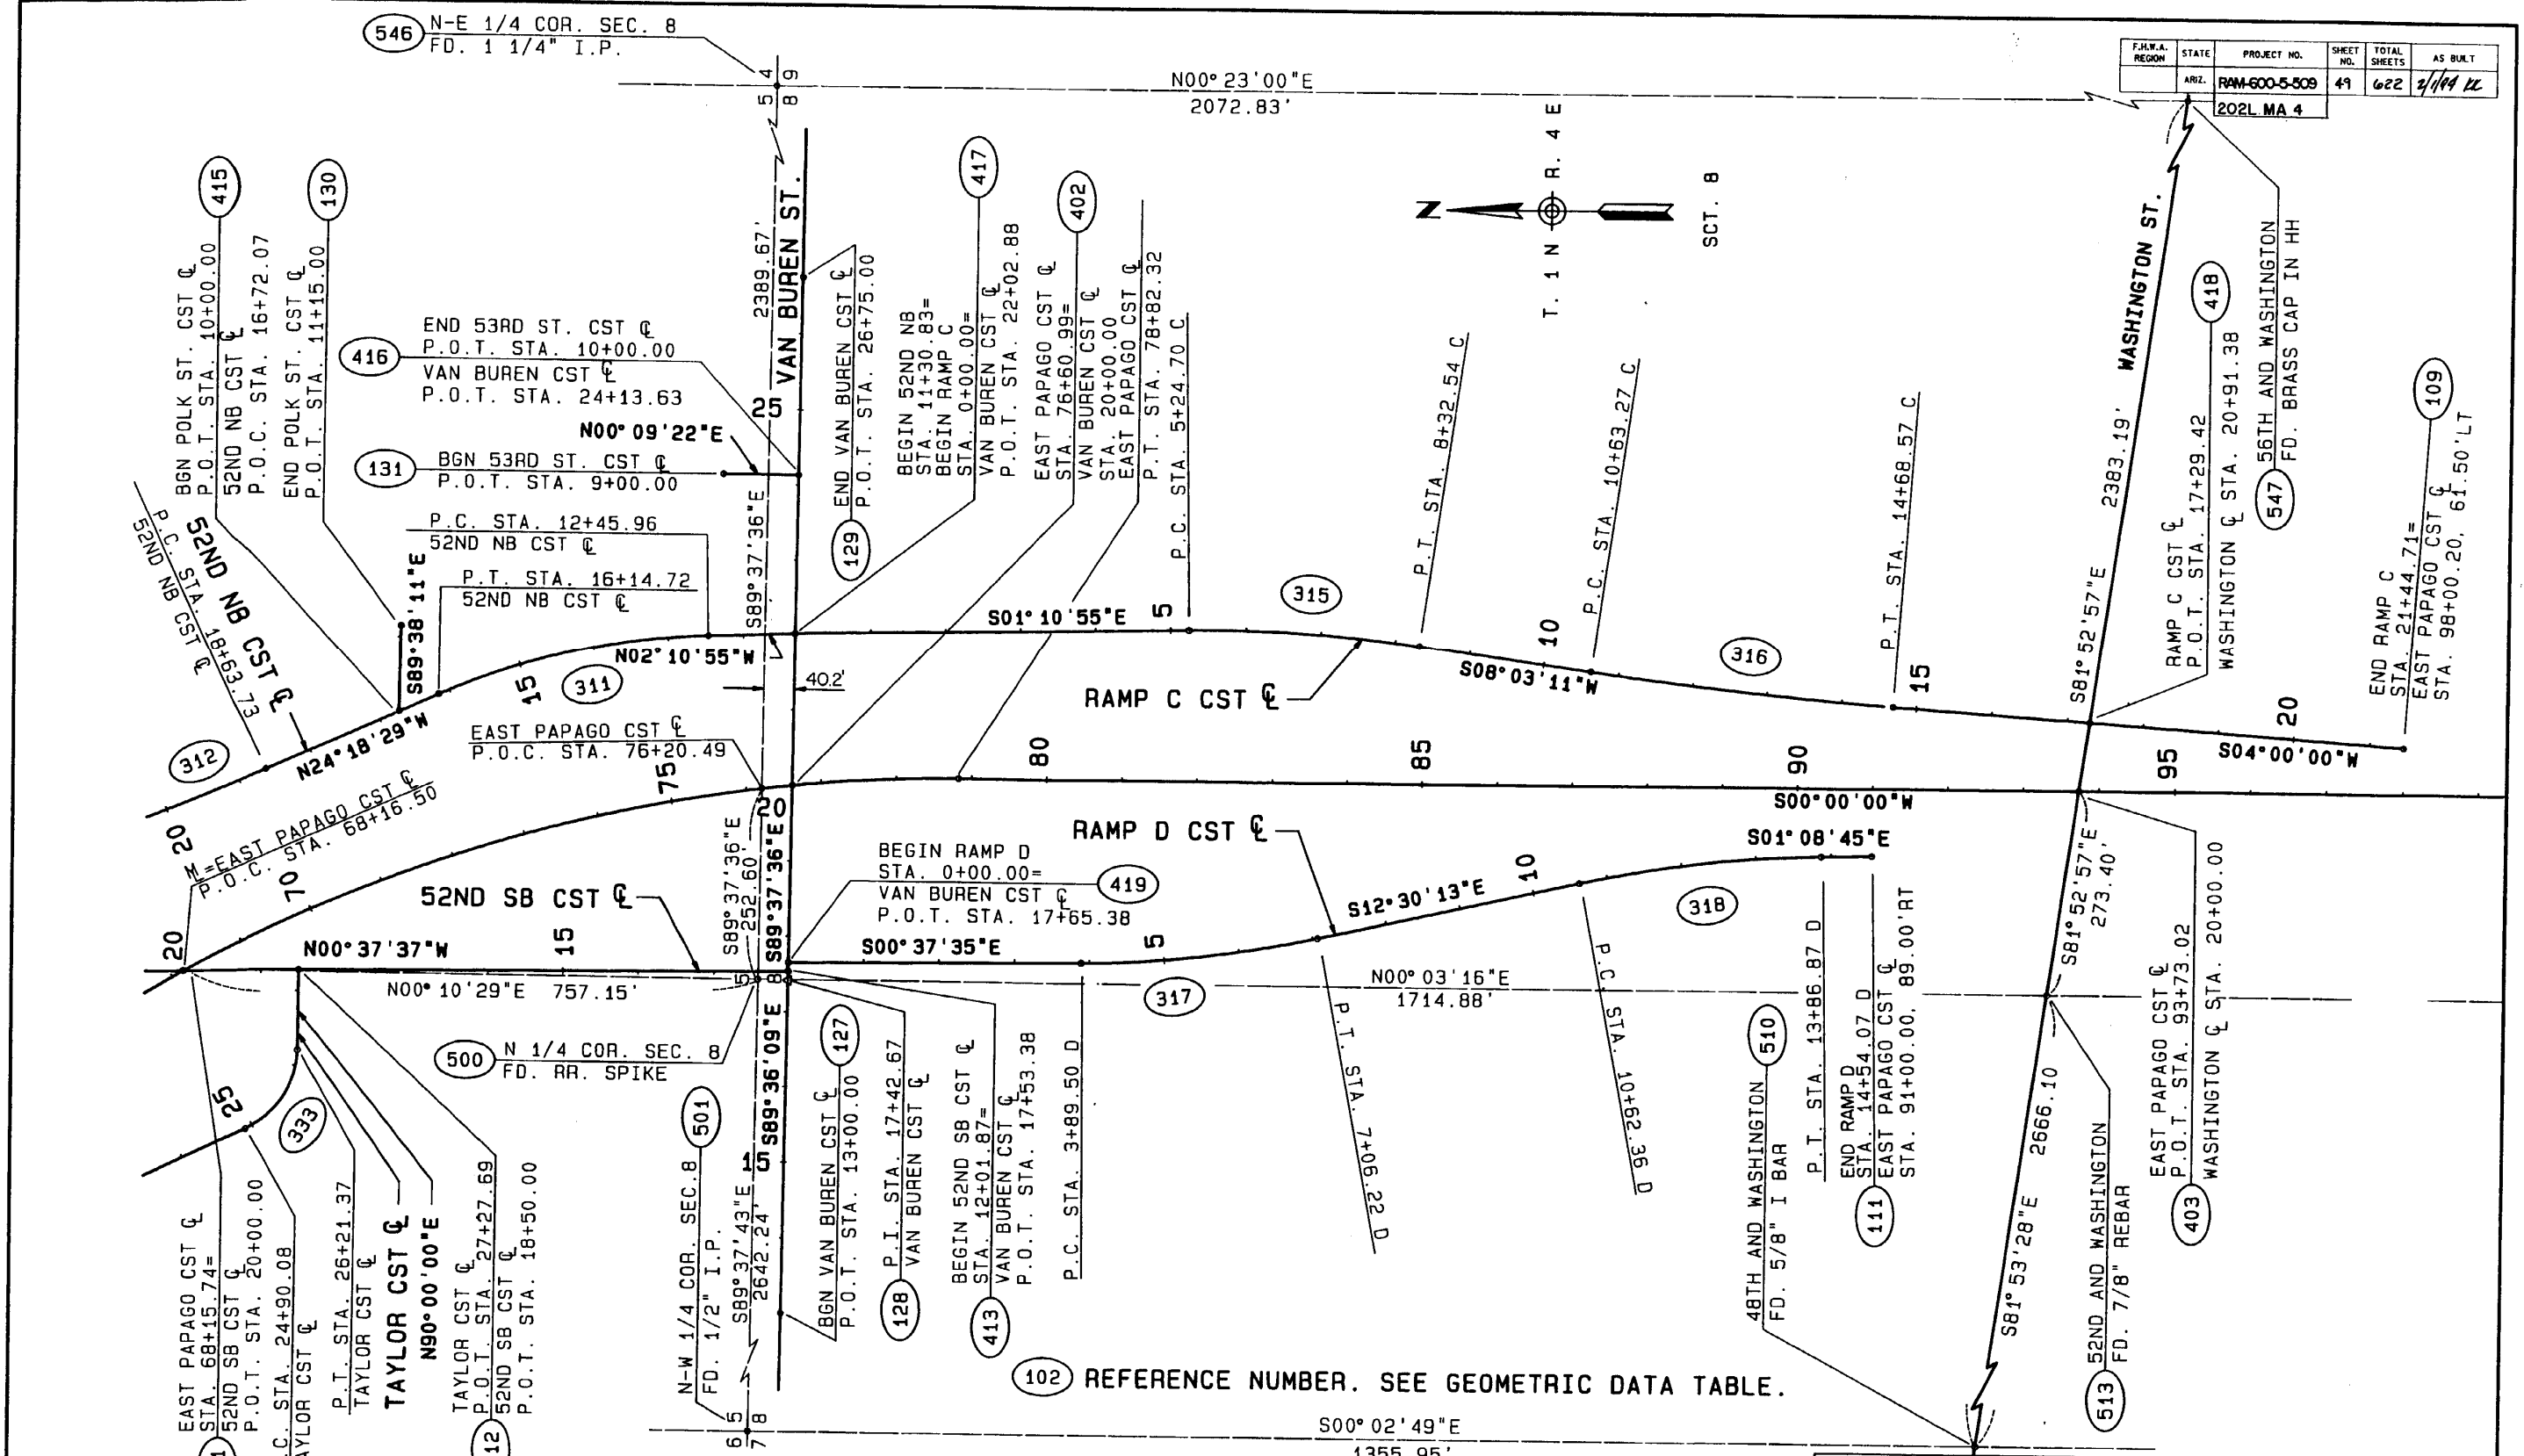 546
N-E 1/4 COR. SEC. 8
FD. 1 1/4" I.P.
4 9
5 8
N00°23'00"E
2072.83'
F.H.W.A. REGION
STATE
PROJECT NO.
SHEET NO.
TOTAL SHEETS
AS BUILT
ARIZ.
RAM-600-5-509
49
622
202L MA 4
415
BGN POLK ST. CST ℄
P.O.T. STA. 10+00.00
52ND NB CST ℄
P.O.C. STA. 16+72.07
130
END POLK ST. CST ℄
P.O.T. STA. 11+15.00
416
END 53RD ST. CST ℄
P.O.T. STA. 10+00.00
VAN BUREN CST ℄
P.O.T. STA. 24+13.63
N00°09'22"E
131
BGN 53RD ST. CST ℄
P.O.T. STA. 9+00.00
P.C. STA. 12+45.96
52ND NB CST ℄
P.T. STA. 16+14.72
52ND NB CST ℄
2389.67'
S89°37'36"E
VAN BUREN ST.
25
129
END VAN BUREN CST ℄
P.O.T. STA. 26+75.00
417
BEGIN 52ND NB
STA. 11+30.83=
BEGIN RAMP C
STA. 0+00.00=
VAN BUREN CST ℄
P.O.T. STA. 22+02.88
402
EAST PAPAGO CST ℄
STA. 76+60.99=
VAN BUREN CST ℄
STA. 20+00.00
EAST PAPAGO CST ℄
P.T. STA. 78+82.32
P.C. STA. 5+24.70 C
N
T. 1 N R. 4 E
SCT. 8
P.T. STA. 8+32.54 C
P.C. STA. 10+63.27 C
P.T. STA. 14+68.57 C
WASHINGTON ST.
2383.19'
S81°52'57"E
418
RAMP C CST ℄
P.O.T. STA. 17+29.42
WASHINGTON ℄ STA. 20+91.38
547
56TH AND WASHINGTON
FD. BRASS CAP IN HH
109
END RAMP C
STA. 21+44.71=
EAST PAPAGO CST ℄
STA. 98+00.20, 61.50'LT
P.C. STA. 18+63.73
52ND NB CST ℄
52ND NB CST ℄
S89°38'11"E
312
N24°18'29"W
15
311
N02°10'55"W
40.2'
S01°10'55"E
5
315
10
S08°03'11"W
316
15
RAMP C CST ℄
20
S04°00'00"W
20
EAST PAPAGO CST ℄
P.O.C. STA. 76+20.49
M =EAST PAPAGO CST ℄
P.O.C. STA. 68+16.50
70
75
20
80
85
90
95
S00°00'00"W
52ND SB CST ℄
20
N00°37'37"W
15
N00°10'29"E 757.15'
S89°37'36"E
252.60'
S89°37'36"E
BEGIN RAMP D
STA. 0+00.00=
VAN BUREN CST ℄
P.O.T. STA. 17+65.38
419
S00°37'35"E
5
317
RAMP D CST ℄
S12°30'13"E
10
318
S01°08'45"E
S81°52'57"E
273.40'
N00°03'16"E
1714.88'
5
8
500
N 1/4 COR. SEC. 8
FD. RR. SPIKE
25
333
S89°36'09"E
15
EAST PAPAGO CST ℄
STA. 68+15.74=
52ND SB CST ℄
P.O.T. STA. 20+00.00
.C. STA. 24+90.08
AYLOR CST ℄
P.T. STA. 26+21.37
TAYLOR CST ℄
TAYLOR CST ℄
N90°00'00"E
TAYLOR CST ℄
P.O.T. STA. 27+27.69
52ND SB CST ℄
P.O.T. STA. 18+50.00
12
501
N-W 1/4 COR. SEC.8
FD. 1/2" I.P.
S89°37'43"E
2642.24'
6 5
7 8
127
BGN VAN BUREN CST ℄
P.O.T. STA. 13+00.00
128
P.I. STA. 17+42.67
VAN BUREN CST ℄
413
BEGIN 52ND SB CST ℄
STA. 12+01.87=
VAN BUREN CST ℄
P.O.T. STA. 17+53.38
P.C. STA. 3+89.50 D
P.T. STA. 7+06.22 D
P.C. STA. 10+62.36 D
510
48TH AND WASHINGTON
FD. 5/8" I BAR
P.T. STA. 13+86.87 D
END RAMP D
STA. 14+54.07 D
EAST PAPAGO CST ℄
STA. 91+00.00, 89.00'RT
111
S81°53'28"E 2666.10
513
52ND AND WASHINGTON
FD. 7/8" REBAR
403
EAST PAPAGO CST ℄
P.O.T. STA. 93+73.02
WASHINGTON ℄ STA. 20+00.00
102 REFERENCE NUMBER. SEE GEOMETRIC DATA TABLE.
S00°02'49"E
1355.95'